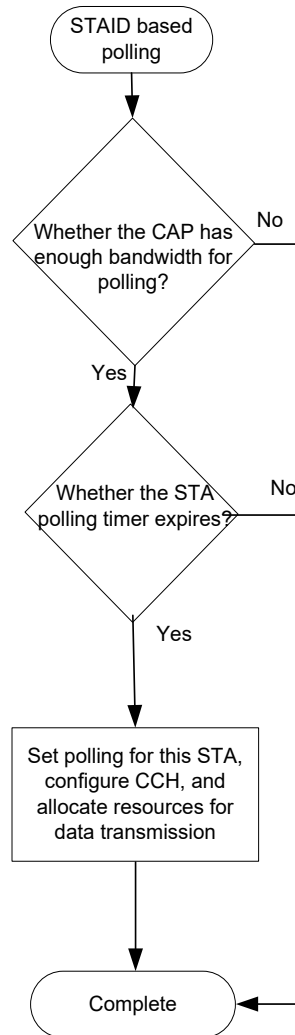 STAID based
polling
Whether the CAP has
enough bandwidth for
polling?
No
Yes
Whether the STA
polling timer expires?
No
Yes
Set polling for this STA,
configure CCH, and
allocate resources for
data transmission
Complete